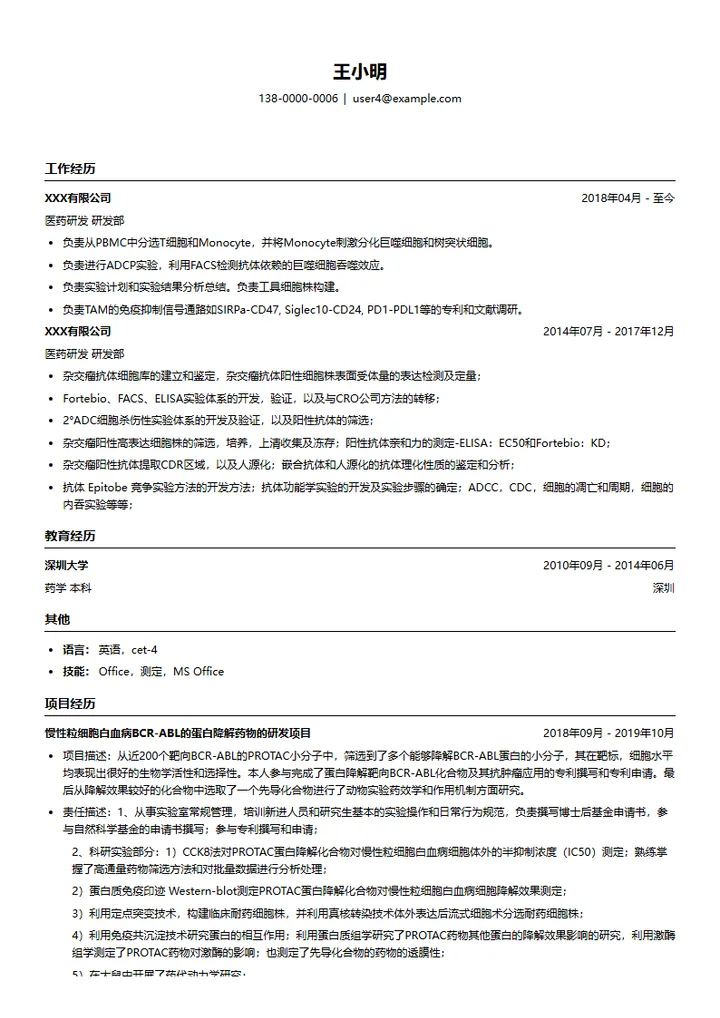 王小明
138-0000-0006 | user4@example.com
工作经历
XXX有限公司 2018年04月 - 至今
医药研发 研发部
• 负责从PBMC中分选T细胞和Monocyte，并将Monocyte刺激分化巨噬细胞和树突状细胞。
• 负责进行ADCP实验，利用FACS检测抗体依赖的巨噬细胞吞噬效应。
• 负责实验计划和实验结果分析总结。负责工具细胞株构建。
• 负责TAM的免疫抑制信号通路如SIRPa-CD47, Siglec10-CD24, PD1-PDL1等的专利和文献调研。
XXX有限公司 2014年07月 - 2017年12月
医药研发 研发部
• 杂交瘤抗体细胞库的建立和鉴定，杂交瘤抗体阳性细胞株表面受体量的表达检测及定量；
• Fortebio、FACS、ELISA实验体系的开发，验证，以及与CRO公司方法的转移；
• 2°ADC细胞杀伤性实验体系的开发及验证，以及阳性抗体的筛选；
• 杂交瘤阳性高表达细胞株的筛选，培养，上清收集及冻存；阳性抗体亲和力的测定-ELISA：EC50和Fortebio：KD；
• 杂交瘤阳性抗体提取CDR区域，以及人源化；嵌合抗体和人源化的抗体理化性质的鉴定和分析；
• 抗体 Epitobe 竞争实验方法的开发方法；抗体功能学实验的开发及实验步骤的确定；ADCC，CDC，细胞的凋亡和周期，细胞的
内吞实验等等；
教育经历
深圳大学 2010年09月 - 2014年06月
药学 本科 深圳
其他
• 语言： 英语，cet-4
• 技能： Office，测定，MS Office
项目经历
慢性粒细胞白血病BCR-ABL的蛋白降解药物的研发项目 2018年09月 - 2019年10月
• 项目描述：从近200个靶向BCR-ABL的PROTAC小分子中，筛选到了多个能够降解BCR-ABL蛋白的小分子，其在靶标，细胞水平
均表现出很好的生物学活性和选择性。本人参与完成了蛋白降解靶向BCR-ABL化合物及其抗肿瘤应用的专利撰写和专利申请。最
后从降解效果较好的化合物中选取了一个先导化合物进行了动物实验药效学和作用机制方面研究。
• 责任描述：1、从事实验室常规管理，培训新进人员和研究生基本的实验操作和日常行为规范，负责撰写博士后基金申请书，参
与自然科学基金的申请书撰写；参与专利撰写和申请；
2、科研实验部分：1）CCK8法对PROTAC蛋白降解化合物对慢性粒细胞白血病细胞体外的半抑制浓度（IC50）测定；熟练掌
握了高通量药物筛选方法和对批量数据进行分析处理；
2）蛋白质免疫印迹 Western-blot测定PROTAC蛋白降解化合物对慢性粒细胞白血病细胞降解效果测定；
3）利用定点突变技术，构建临床耐药细胞株，并利用真核转染技术体外表达后流式细胞术分选耐药细胞株；
4）利用免疫共沉淀技术研究蛋白的相互作用；利用蛋白质组学研究了PROTAC药物其他蛋白的降解效果影响的研究，利用激酶
组学测定了PROTAC药物对激酶的影响；也测定了先导化合物的药物的透膜性；
5）在大鼠中开展了药代动力学研究；